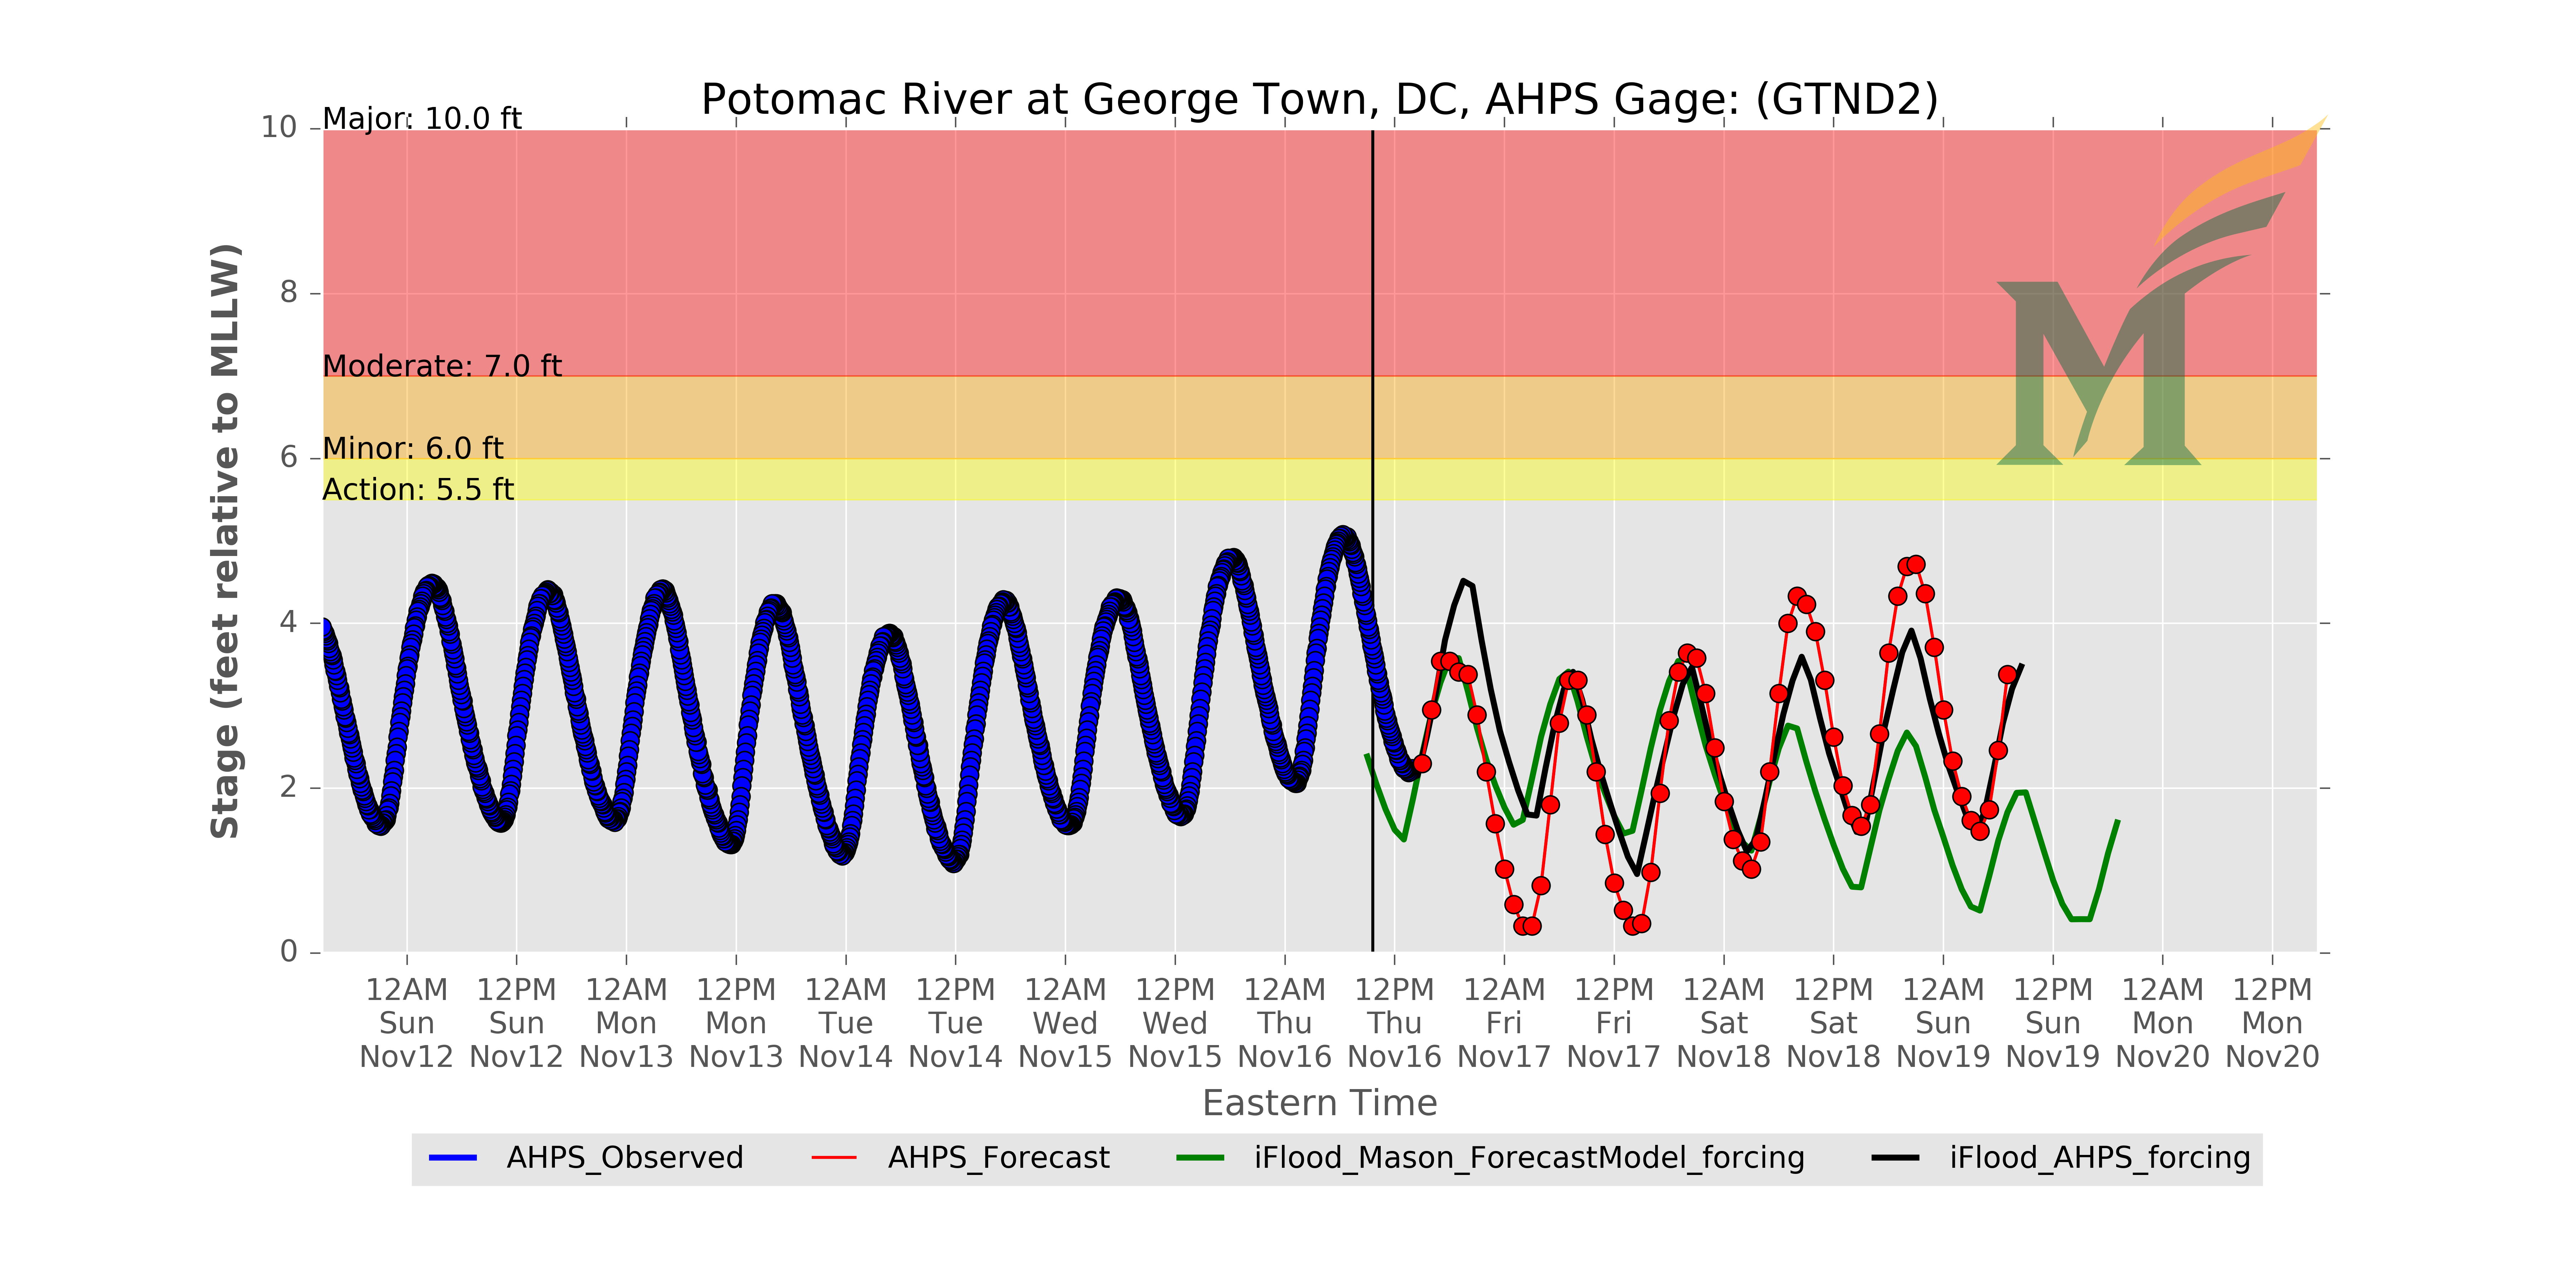 Potomac River at George Town, DC, AHPS Gage: (GTND2)
Major: 10.0 ft
Moderate: 7.0 ft
Minor: 6.0 ft
Action: 5.5 ft
Stage (feet relative to MLLW)
10
8
6
4
2
0
12AM Sun Nov12
12PM Sun Nov12
12AM Mon Nov13
12PM Mon Nov13
12AM Tue Nov14
12PM Tue Nov14
12AM Wed Nov15
12PM Wed Nov15
12AM Thu Nov16
12PM Thu Nov16
12AM Fri Nov17
12PM Fri Nov17
12AM Sat Nov18
12PM Sat Nov18
12AM Sun Nov19
12PM Sun Nov19
12AM Mon Nov20
12PM Mon Nov20
Eastern Time
AHPS_Observed
AHPS_Forecast
iFlood_Mason_ForecastModel_forcing
iFlood_AHPS_forcing
M